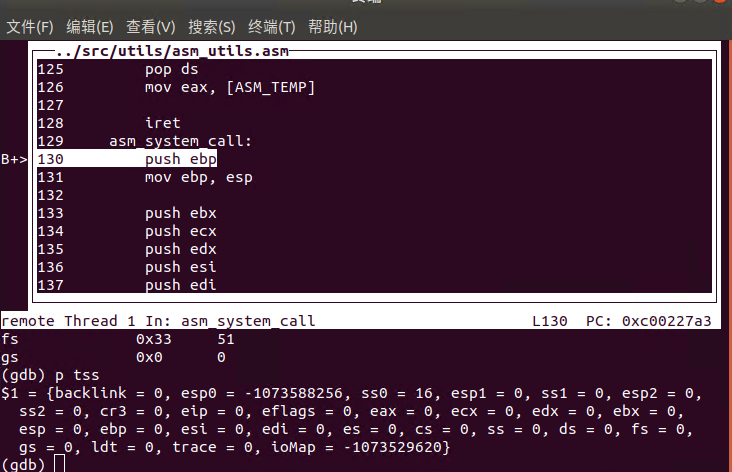 文件(F) 编辑(E) 查看(V) 搜索(S) 终端(T) 帮助(H)
../src/utils/asm_utils.asm
125 pop ds
126 mov eax, [ASM_TEMP]
127
128 iret
129 asm_system_call:
B+> 130 push ebp
131 mov ebp, esp
132
133 push ebx
134 push ecx
135 push edx
136 push esi
137 push edi
remote Thread 1 In: asm_system_call L130 PC: 0xc00227a3
fs 0x33 51
gs 0x0 0
(gdb) p tss
$1 = {backlink = 0, esp0 = -1073588256, ss0 = 16, esp1 = 0, ss1 = 0, esp2 = 0,
ss2 = 0, cr3 = 0, eip = 0, eflags = 0, eax = 0, ecx = 0, edx = 0, ebx = 0,
esp = 0, ebp = 0, esi = 0, edi = 0, es = 0, cs = 0, ss = 0, ds = 0, fs = 0,
gs = 0, ldt = 0, trace = 0, ioMap = -1073529620}
(gdb)